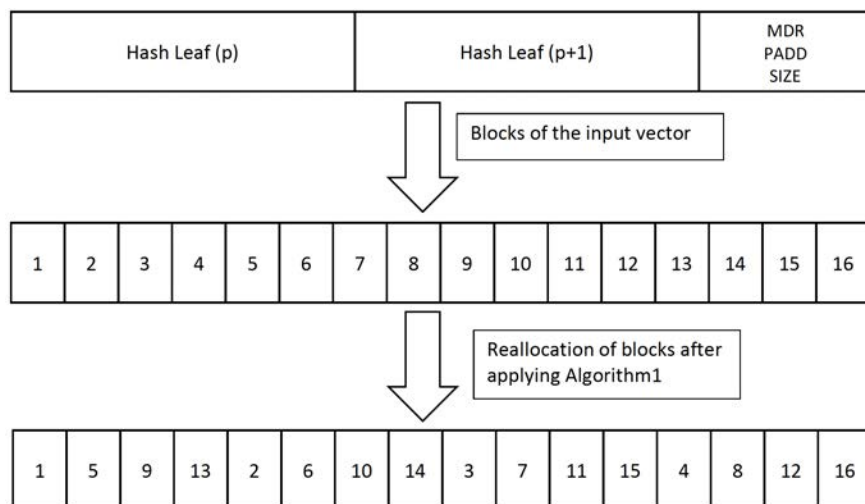 Hash Leaf (p) Hash Leaf (p+1) MDR
PADD
SIZE
Blocks of the input vector
1 2 3 4 5 6 7 8 9 10 11 12 13 14 15 16
Reallocation of blocks after
applying Algorithm1
1 5 9 13 2 6 10 14 3 7 11 15 4 8 12 16